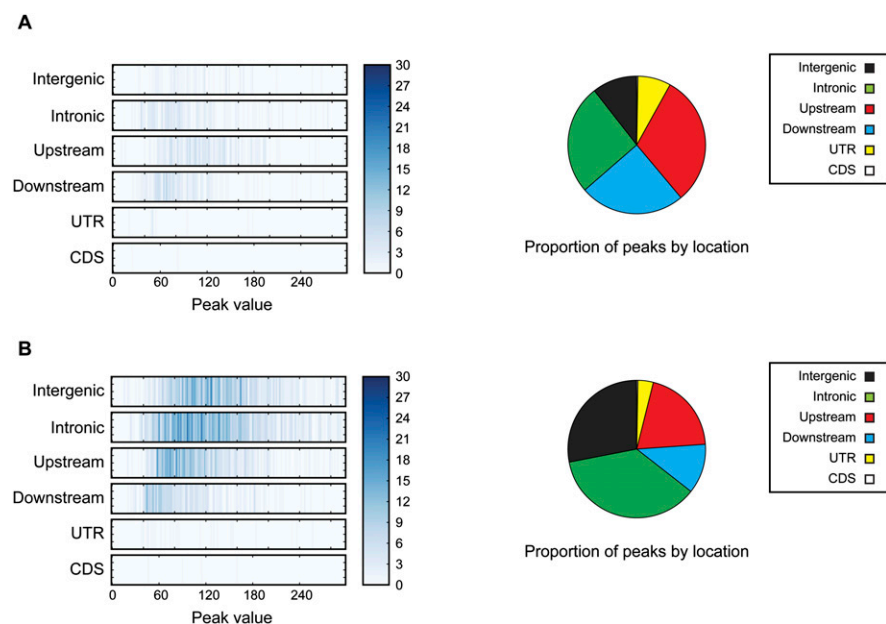 A
Intergenic
Intronic
Upstream
Downstream
UTR
CDS
0 60 120 180 240
Peak value
30
27
24
21
18
15
12
9
6
3
0
Proportion of peaks by location
Intergenic
Intronic
Upstream
Downstream
UTR
CDS
B
Intergenic
Intronic
Upstream
Downstream
UTR
CDS
0 60 120 180 240
Peak value
30
27
24
21
18
15
12
9
6
3
0
Proportion of peaks by location
Intergenic
Intronic
Upstream
Downstream
UTR
CDS